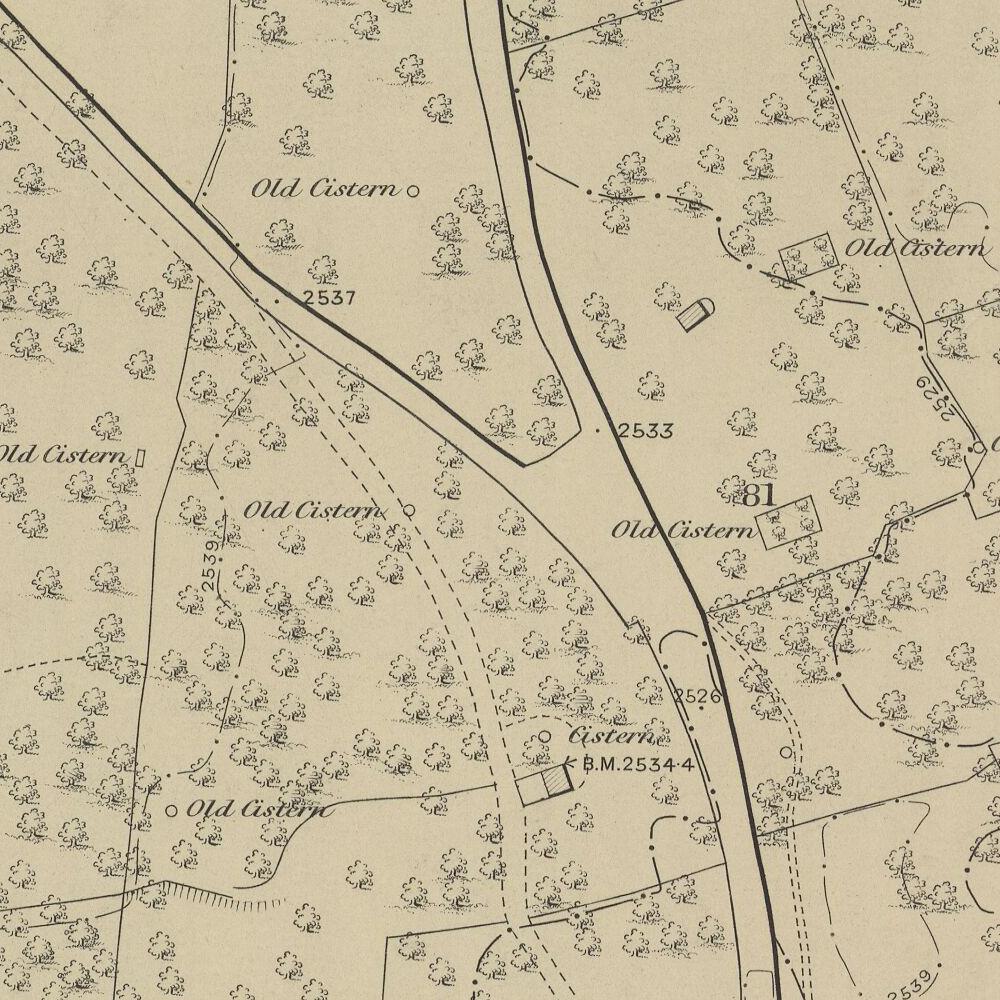 Old Cistern
Old Cistern
2537
2529
2533
Old Cistern
81
Old Cistern
Old Cistern
2539
2526
Cistern
B.M.2534·4
Old Cistern
2539